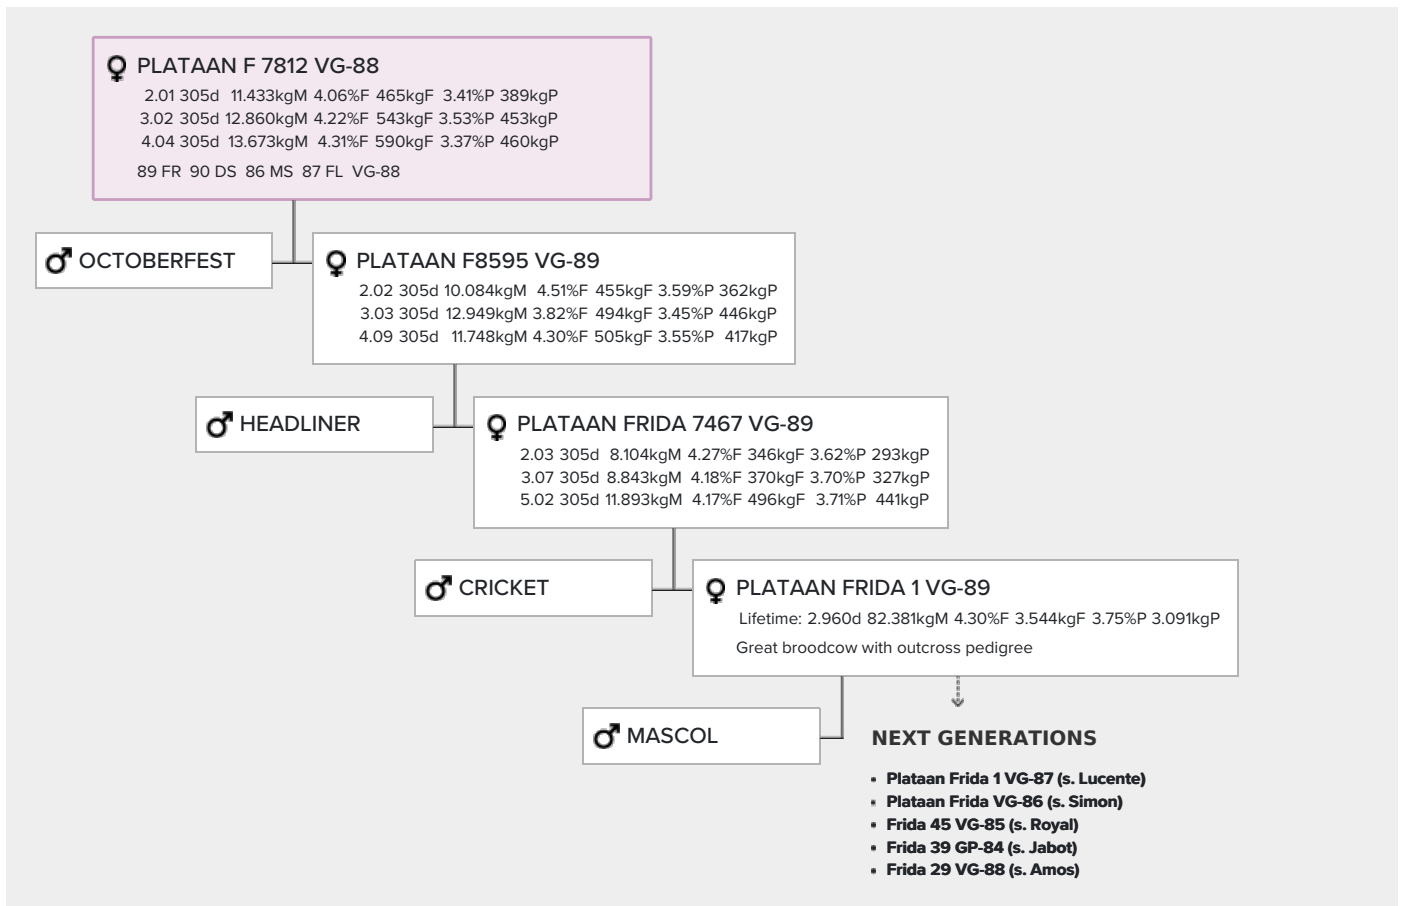 PLATAAN F 7812 VG-88
2.01 305d 11.433kgM 4.06%F 465kgF 3.41%P 389kgP
3.02 305d 12.860kgM 4.22%F 543kgF 3.53%P 453kgP
4.04 305d 13.673kgM 4.31%F 590kgF 3.37%P 460kgP
89 FR 90 DS 86 MS 87 FL VG-88
OCTOBERFEST
PLATAAN F8595 VG-89
2.02 305d 10.084kgM 4.51%F 455kgF 3.59%P 362kgP
3.03 305d 12.949kgM 3.82%F 494kgF 3.45%P 446kgP
4.09 305d 11.748kgM 4.30%F 505kgF 3.55%P 417kgP
HEADLINER
PLATAAN FRIDA 7467 VG-89
2.03 305d 8.104kgM 4.27%F 346kgF 3.62%P 293kgP
3.07 305d 8.843kgM 4.18%F 370kgF 3.70%P 327kgP
5.02 305d 11.893kgM 4.17%F 496kgF 3.71%P 441kgP
CRICKET
PLATAAN FRIDA 1 VG-89
Lifetime: 2.960d 82.381kgM 4.30%F 3.544kgF 3.75%P 3.091kgP
Great broodcow with outcross pedigree
MASCOL
NEXT GENERATIONS
• Plataan Frida 1 VG-87 (s. Lucente)
• Plataan Frida VG-86 (s. Simon)
• Frida 45 VG-85 (s. Royal)
• Frida 39 GP-84 (s. Jabot)
• Frida 29 VG-88 (s. Amos)